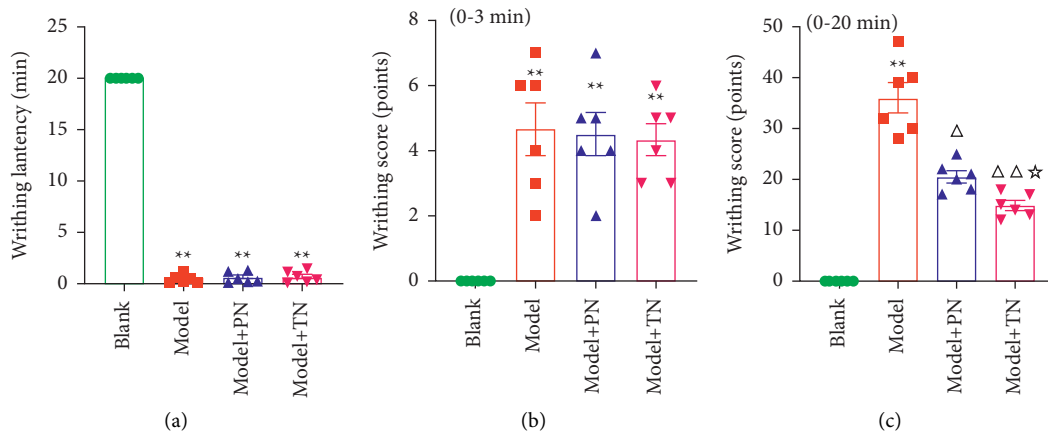 Writhing lantency (min)
25
20
15
10
5
0
**
**
**
Blank
Model
Model+PN
Model+TN
(a)
(0-3 min)
Writhing score (points)
8
6
4
2
0
**
**
**
Blank
Model
Model+PN
Model+TN
(b)
(0-20 min)
Writhing score (points)
50
40
30
20
10
0
**
△
△ △ ☆
Blank
Model
Model+PN
Model+TN
(c)